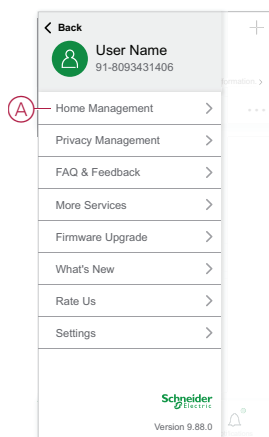 Back
User Name
91-8093431406
A
Home Management
Privacy Management
FAQ & Feedback
More Services
Firmware Upgrade
What's New
Rate Us
Settings
Schneider
Electric
Version 9.88.0